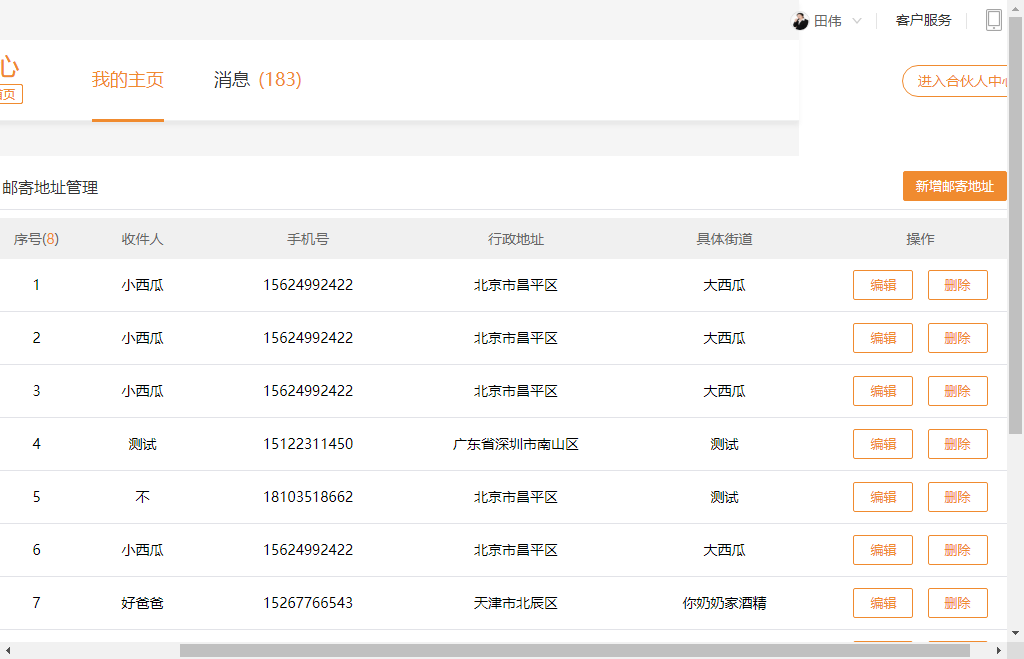 田伟 客户服务
心
我的主页 消息 (183)
进入合伙人中心
首页
邮寄地址管理 新增邮寄地址
序号(8) 收件人 手机号 行政地址 具体街道 操作
1 小西瓜 15624992422 北京市昌平区 大西瓜 编辑 删除
2 小西瓜 15624992422 北京市昌平区 大西瓜 编辑 删除
3 小西瓜 15624992422 北京市昌平区 大西瓜 编辑 删除
4 测试 15122311450 广东省深圳市南山区 测试 编辑 删除
5 不 18103518662 北京市昌平区 测试 编辑 删除
6 小西瓜 15624992422 北京市昌平区 大西瓜 编辑 删除
7 好爸爸 15267766543 天津市北辰区 你奶奶家酒精 编辑 删除